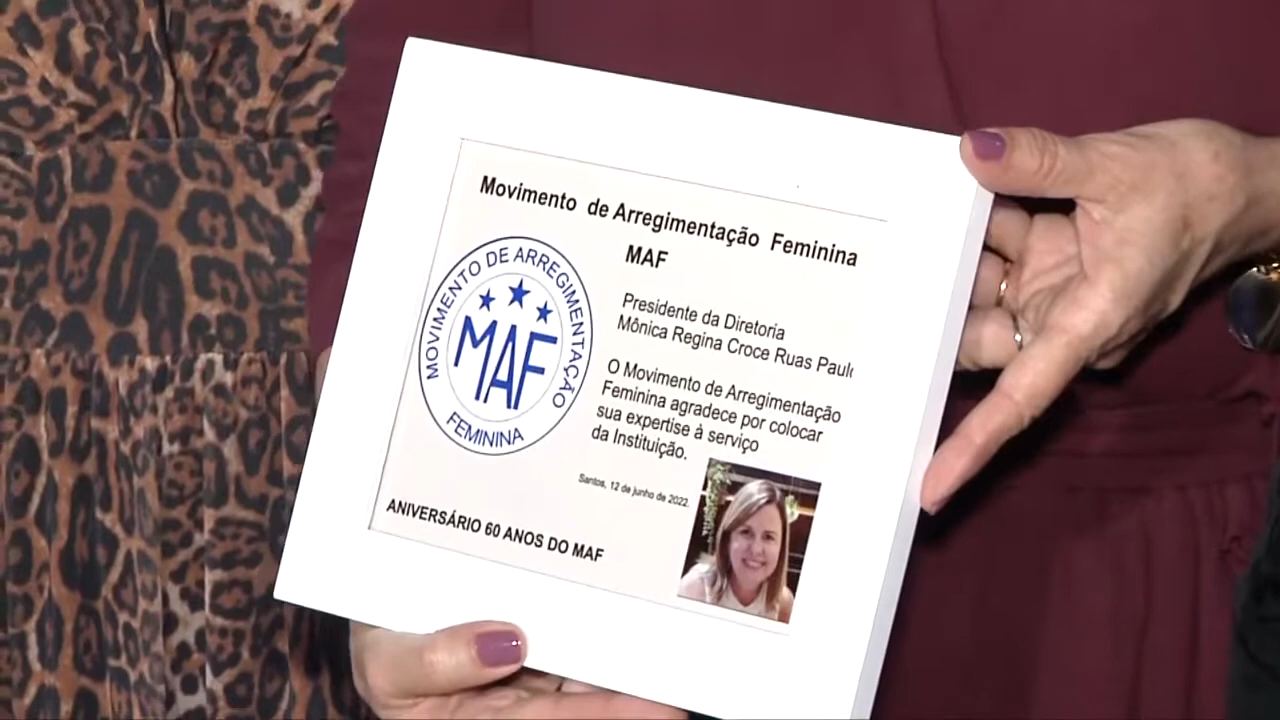 Movimento de Arregimentação Feminina
MAF
MOVIMENTO DE ARREGIMENTAÇÃO
MAF
FEMININA
Presidente da Diretoria
Mônica Regina Croce Ruas
O Movimento de Arregimentação
Feminina agradece por colocar
sua expertise à serviço
da Instituição.
Santos, 12 de junho de 2022.
ANIVERSÁRIO 60 ANOS DO MAF